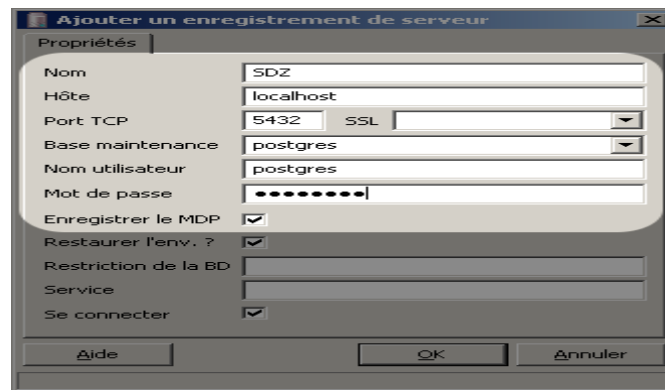 Ajouter un enregistrement de serveur
Propriétés
Nom SDZ
Hôte localhost
Port TCP 5432 SSL
Base maintenance postgres
Nom utilisateur postgres
Mot de passe ●●●●●●●●
Enregistrer le MDP
Restaurer l'env. ?
Restriction de la BD
Service
Se connecter
Aide OK Annuler